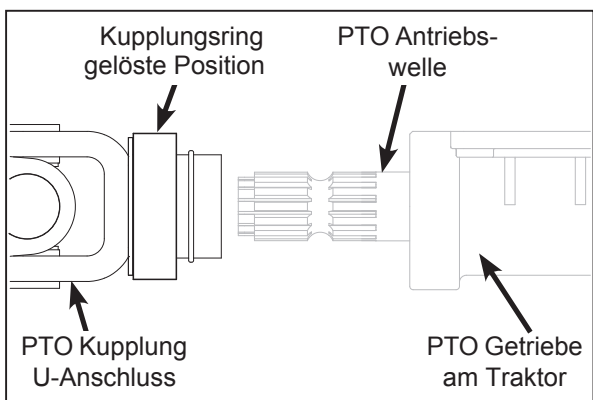 Kupplungsring
gelöste Position
PTO Antriebs-
welle
PTO Kupplung
U-Anschluss
PTO Getriebe
am Traktor